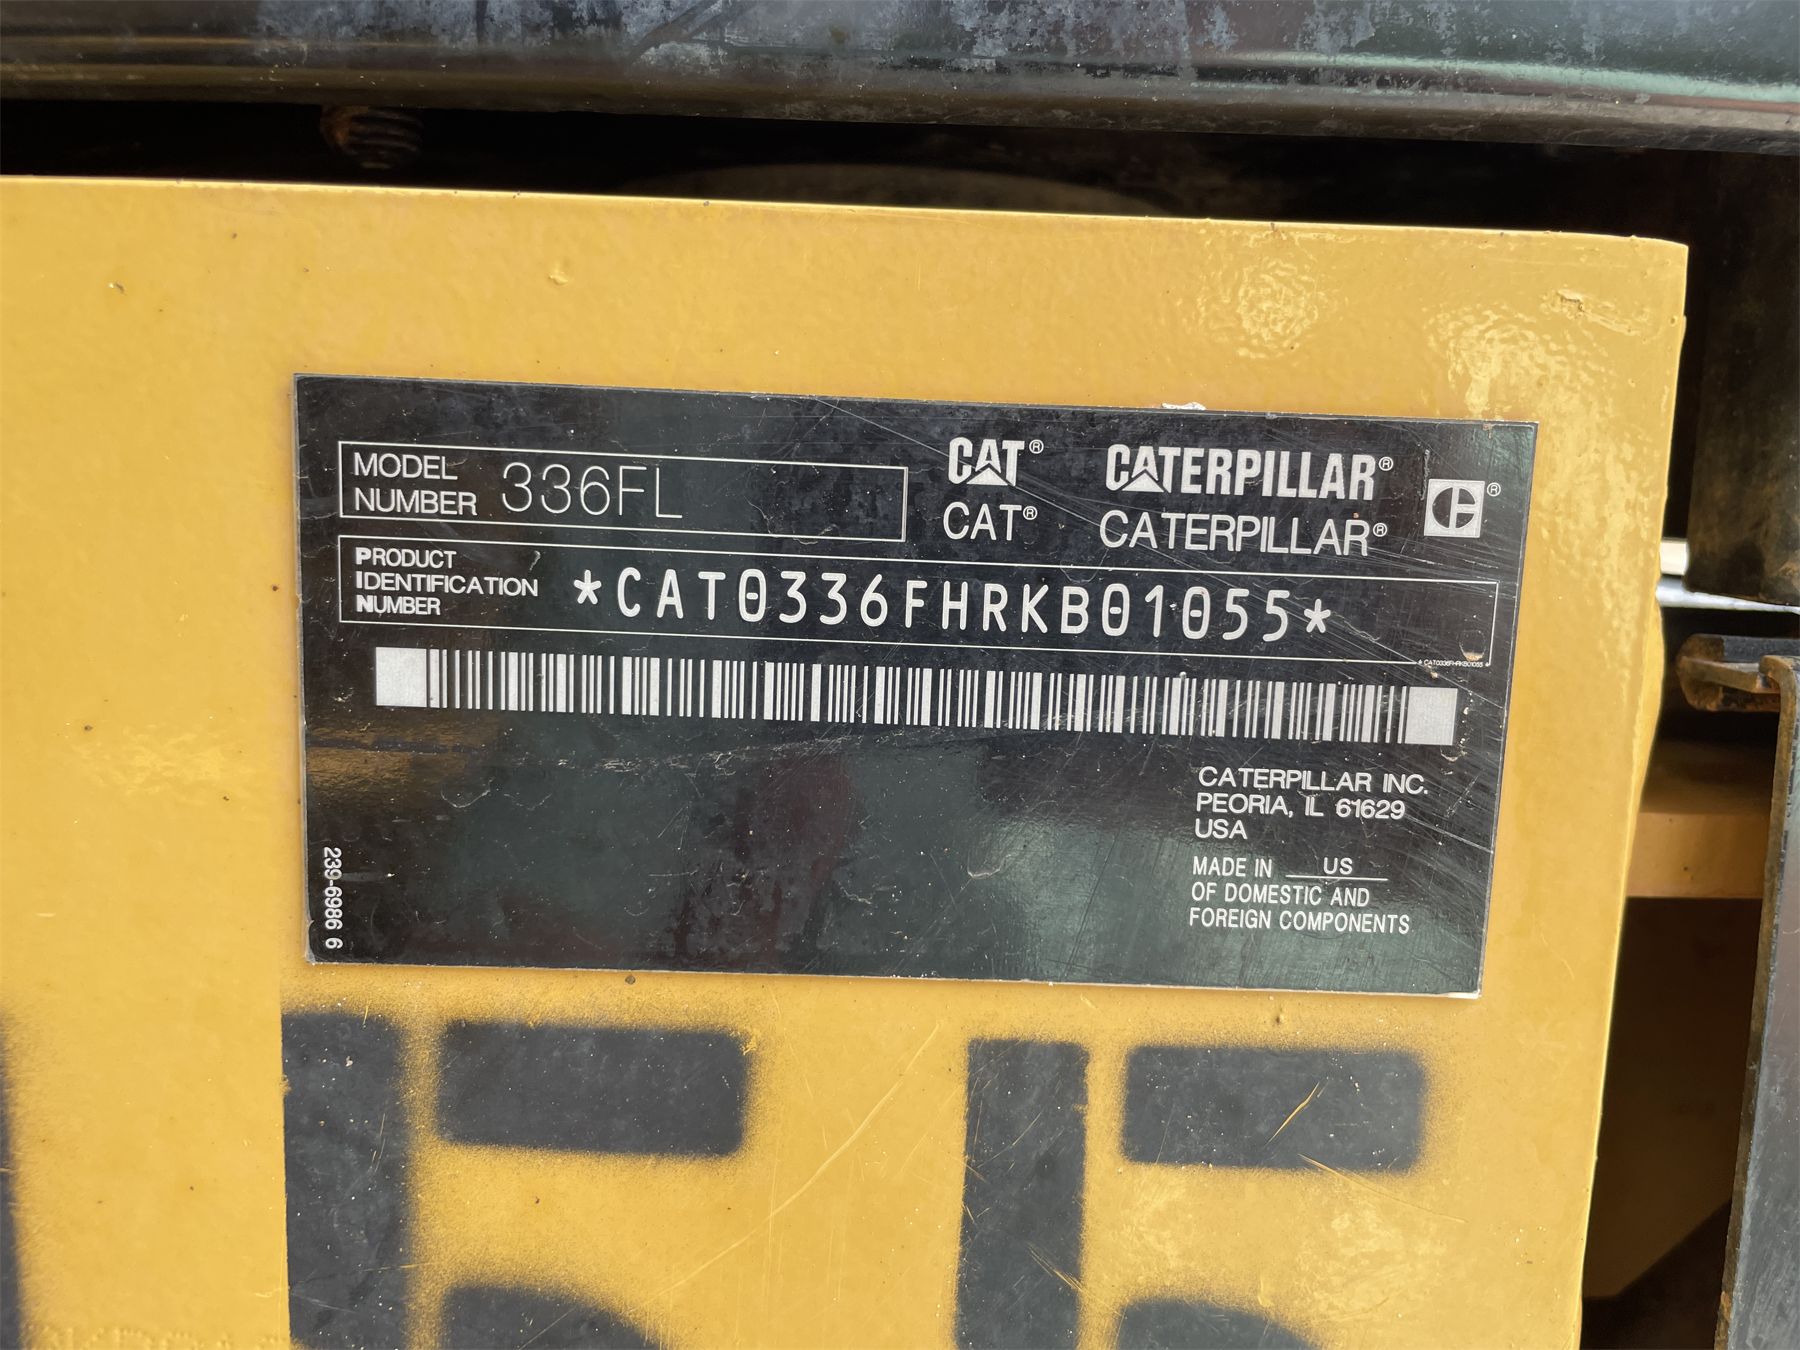 MODEL NUMBER 336FL
CAT® CATERPILLAR® ®
CAT® CATERPILLAR®
PRODUCT IDENTIFICATION NUMBER *CAT0336FHRKB01055*
*CAT0336FHRKB01055*
CATERPILLAR INC.
PEORIA, IL 61629
USA
MADE IN US
OF DOMESTIC AND
FOREIGN COMPONENTS
239-6986 6